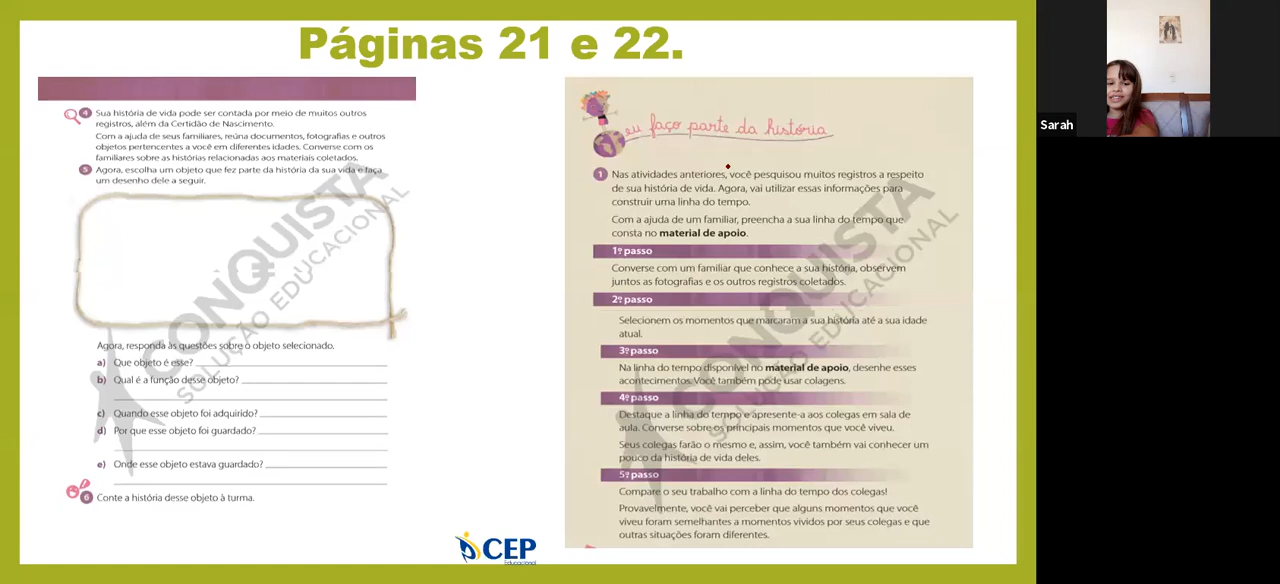 Páginas 21 e 22.
4 Sua história de vida pode ser contada por meio de muitos outros
registros, além da Certidão de Nascimento.
Com a ajuda de seus familiares, reúna documentos, fotografias e outros
objetos pertencentes a você em diferentes idades. Converse com os
familiares sobre as histórias relacionadas aos materiais coletados.
5 Agora, escolha um objeto que fez parte da história da sua vida e faça
um desenho dele a seguir.
Agora, responda às questões sobre o objeto selecionado.
a) Que objeto é esse?
b) Qual é a função desse objeto?
c) Quando esse objeto foi adquirido?
d) Por que esse objeto foi guardado?
e) Onde esse objeto estava guardado?
6 Conte a história desse objeto à turma.
CONQUISTA
SOLUÇÃO EDUCACIONAL
eu faço parte da história
1 Nas atividades anteriores, você pesquisou muitos registros a respeito
de sua história de vida. Agora, vai utilizar essas informações para
construir uma linha do tempo.
Com a ajuda de um familiar, preencha a sua linha do tempo que
consta no material de apoio.
1º passo
Converse com um familiar que conhece a sua história, observem
juntos as fotografias e os outros registros coletados.
2º passo
Selecionem os momentos que marcaram a sua história até a sua idade
atual.
3º passo
Na linha do tempo disponível no material de apoio, desenhe esses
acontecimentos. Você também pode usar colagens.
4º passo
Destaque a linha do tempo e apresente-a aos colegas em sala de
aula. Converse sobre os principais momentos que você viveu.
Seus colegas farão o mesmo e, assim, você também vai conhecer um
pouco da história de vida deles.
5º passo
Compare o seu trabalho com a linha do tempo dos colegas!
Provavelmente, você vai perceber que alguns momentos que você
viveu foram semelhantes a momentos vividos por seus colegas e que
outras situações foram diferentes.
CONQUISTA
SOLUÇÃO EDUCACIONAL
CEP
Educacional
Sarah